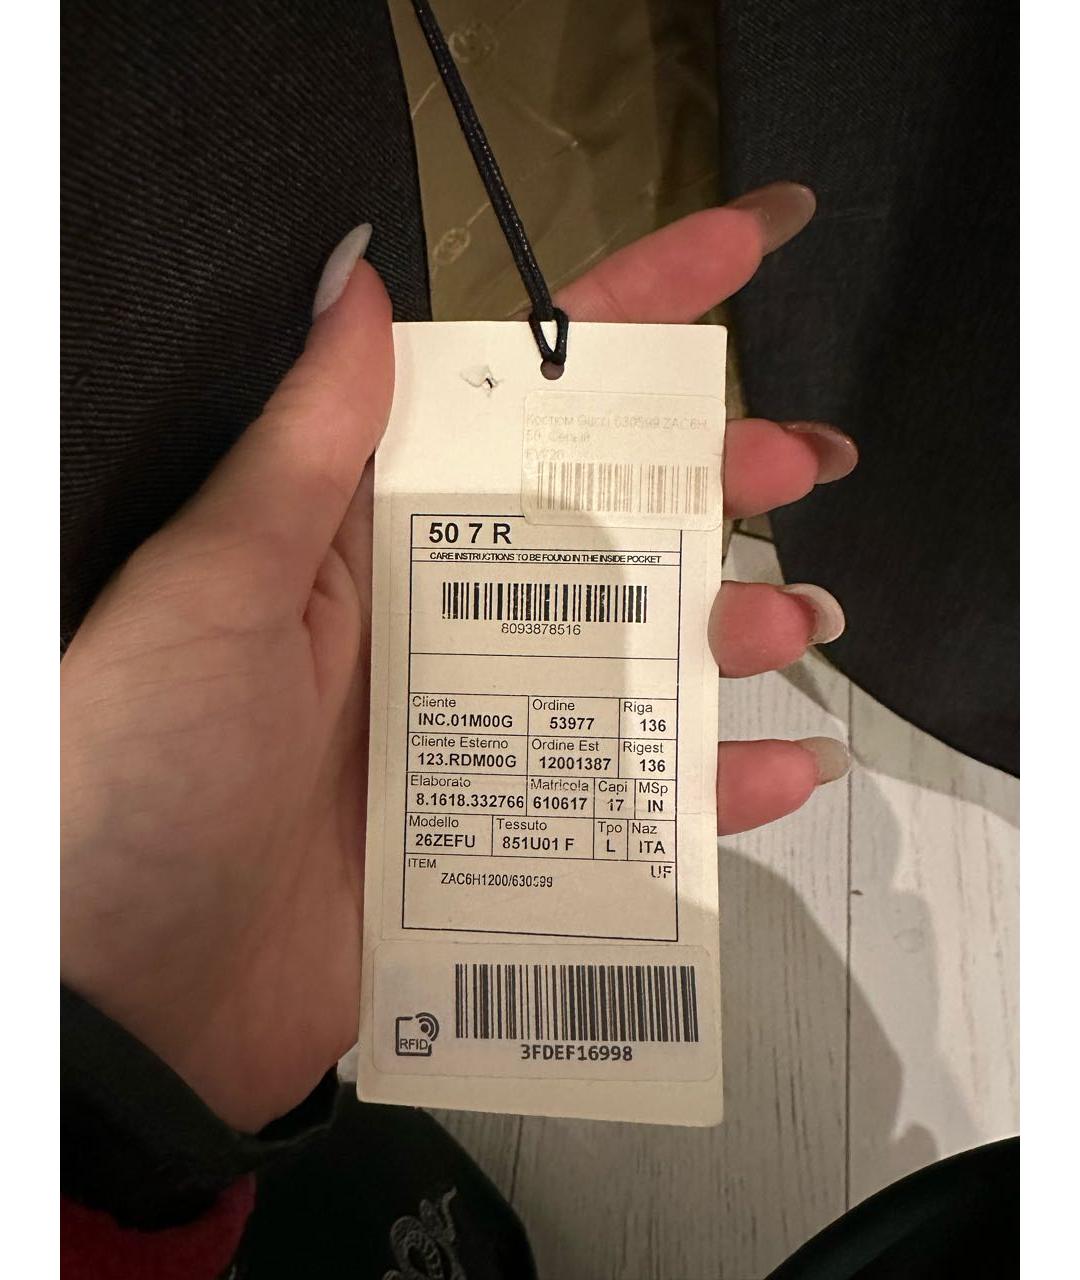 Костюм Gucci 630599 ZAC6H
50, Серый
50 7 R
CARE INSTRUCTIONS TO BE FOUND IN THE INSIDE POCKET
8093878516
Cliente Ordine Riga
INC.01M00G 53977 136
Cliente Esterno Ordine Est Rigest
123.RDM00G 12001387 136
Elaborato Matricola Capi MSp
8.1618.332766 610617 17 IN
Modello Tessuto Tpo Naz
26ZEFU 851U01 F L ITA
ITEM UF
ZAC6H1200/630599
RFID
3FDEF16998